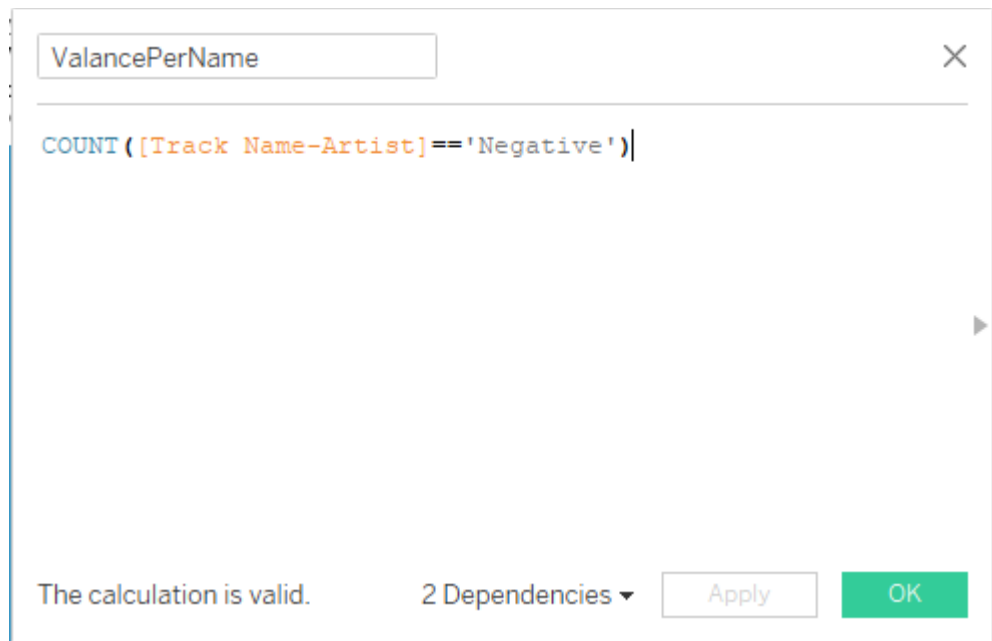 ValancePerName
COUNT([Track Name-Artist]=='Negative')
The calculation is valid.
2 Dependencies
Apply
OK